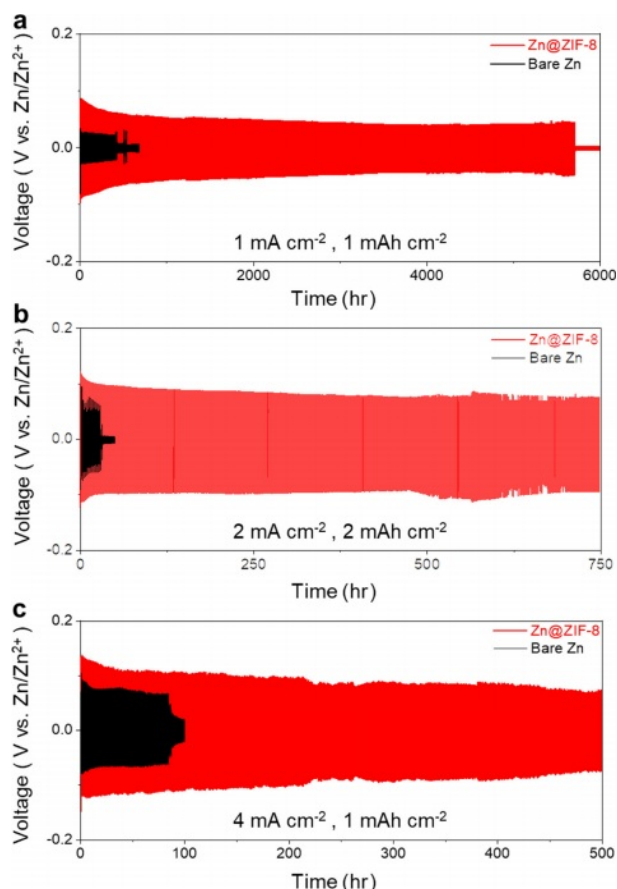 a
0.2
Zn@ZIF-8
Bare Zn
0.0
1 mA cm⁻² , 1 mAh cm⁻²
-0.2
0 2000 4000 6000
Time (hr)
Voltage ( V vs. Zn/Zn²⁺)
b
0.2
Zn@ZIF-8
Bare Zn
0.0
2 mA cm⁻² , 2 mAh cm⁻²
-0.2
0 250 500 750
Time (hr)
Voltage ( V vs. Zn/Zn²⁺)
c
0.2
Zn@ZIF-8
Bare Zn
0.0
4 mA cm⁻² , 1 mAh cm⁻²
-0.2
0 100 200 300 400 500
Time (hr)
Voltage ( V vs. Zn/Zn²⁺)